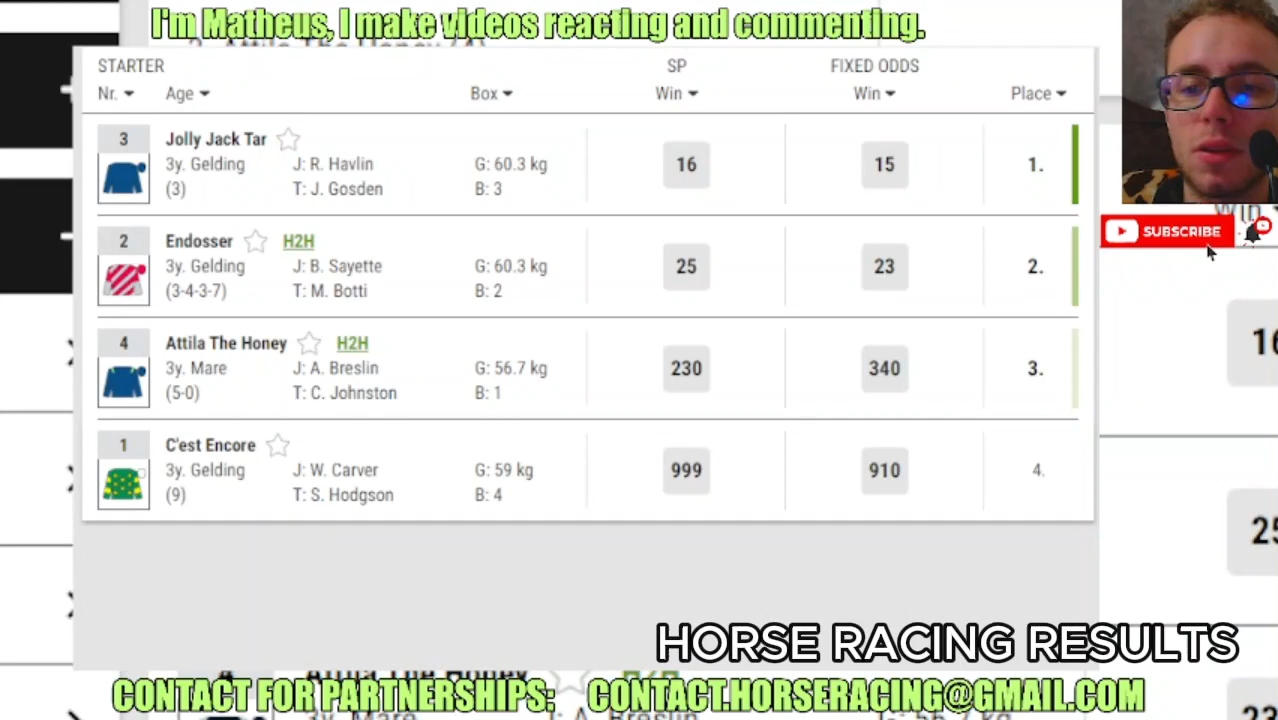 I'm Matheus, I make videos reacting and commenting.
STARTER SP FIXED ODDS
Nr. Age Box Win Win Place
3 Jolly Jack Tar
3y. Gelding J: R. Havlin G: 60.3 kg 16 15 1.
(3) T: J. Gosden B: 3
2 Endosser H2H
3y. Gelding J: B. Sayette G: 60.3 kg 25 23 2.
(3-4-3-7) T: M. Botti B: 2
4 Attila The Honey H2H
3y. Mare J: A. Breslin G: 56.7 kg 230 340 3.
(5-0) T: C. Johnston B: 1
1 C'est Encore
3y. Gelding J: W. Carver G: 59 kg 999 910 4.
(9) T: S. Hodgson B: 4
SUBSCRIBE
HORSE RACING RESULTS
CONTACT FOR PARTNERSHIPS: CONTACT.HORSERACING@GMAIL.COM